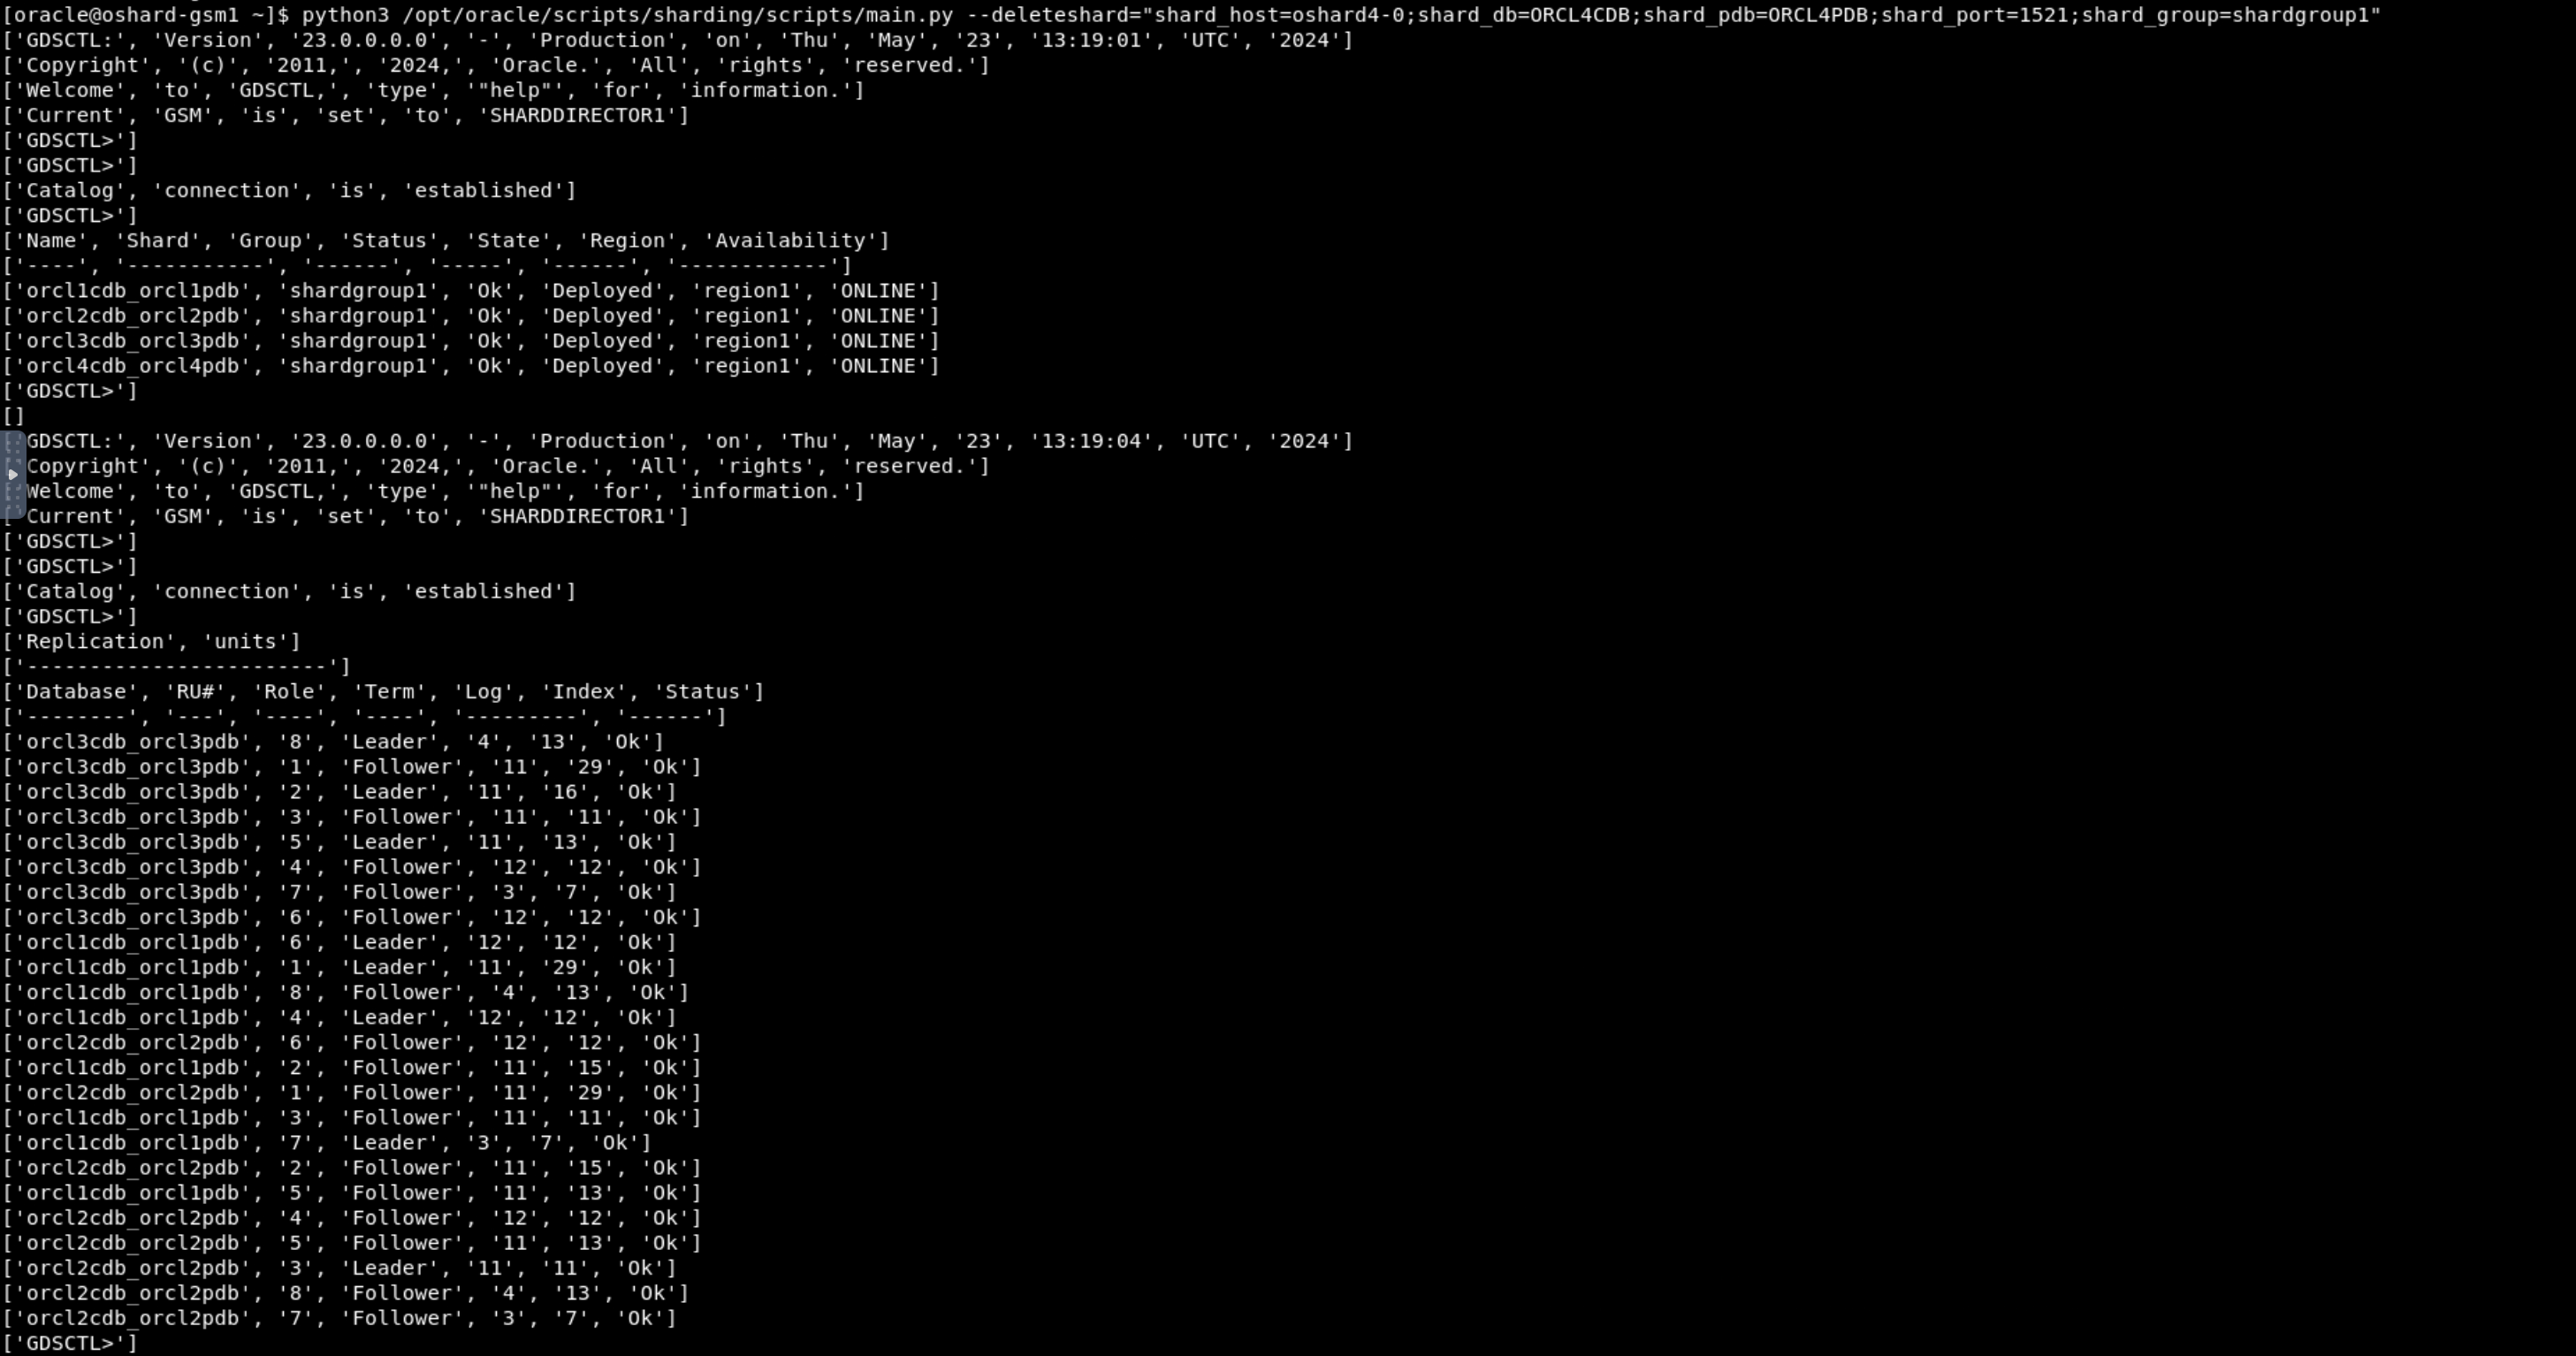 [oracle@oshard-gsm1 ~]$ python3 /opt/oracle/scripts/sharding/scripts/main.py --deleteshard="shard_host=oshard4-0;shard_db=ORCL4CDB;shard_pdb=ORCL4PDB;shard_port=1521;shard_group=shardgroup1"
['GDSCTL:', 'Version', '23.0.0.0.0', '-', 'Production', 'on', 'Thu', 'May', '23', '13:19:01', 'UTC', '2024']
['Copyright', '(c)', '2011,', '2024,', 'Oracle.', 'All', 'rights', 'reserved.']
['Welcome', 'to', 'GDSCTL,', 'type', '"help"', 'for', 'information.']
['Current', 'GSM', 'is', 'set', 'to', 'SHARDDIRECTOR1']
['GDSCTL>']
['GDSCTL>']
['Catalog', 'connection', 'is', 'established']
['GDSCTL>']
['Name', 'Shard', 'Group', 'Status', 'State', 'Region', 'Availability']
['----', '-----------', '------', '-----', '------', '------------']
['orcl1cdb_orcl1pdb', 'shardgroup1', 'Ok', 'Deployed', 'region1', 'ONLINE']
['orcl2cdb_orcl2pdb', 'shardgroup1', 'Ok', 'Deployed', 'region1', 'ONLINE']
['orcl3cdb_orcl3pdb', 'shardgroup1', 'Ok', 'Deployed', 'region1', 'ONLINE']
['orcl4cdb_orcl4pdb', 'shardgroup1', 'Ok', 'Deployed', 'region1', 'ONLINE']
['GDSCTL>']
[]
GDSCTL:', 'Version', '23.0.0.0.0', '-', 'Production', 'on', 'Thu', 'May', '23', '13:19:04', 'UTC', '2024']
Copyright', '(c)', '2011,', '2024,', 'Oracle.', 'All', 'rights', 'reserved.']
Welcome', 'to', 'GDSCTL,', 'type', '"help"', 'for', 'information.']
Current', 'GSM', 'is', 'set', 'to', 'SHARDDIRECTOR1']
['GDSCTL>']
['GDSCTL>']
['Catalog', 'connection', 'is', 'established']
['GDSCTL>']
['Replication', 'units']
['------------------------']
['Database', 'RU#', 'Role', 'Term', 'Log', 'Index', 'Status']
['--------', '---', '----', '----', '---------', '------']
['orcl3cdb_orcl3pdb', '8', 'Leader', '4', '13', 'Ok']
['orcl3cdb_orcl3pdb', '1', 'Follower', '11', '29', 'Ok']
['orcl3cdb_orcl3pdb', '2', 'Leader', '11', '16', 'Ok']
['orcl3cdb_orcl3pdb', '3', 'Follower', '11', '11', 'Ok']
['orcl3cdb_orcl3pdb', '5', 'Leader', '11', '13', 'Ok']
['orcl3cdb_orcl3pdb', '4', 'Follower', '12', '12', 'Ok']
['orcl3cdb_orcl3pdb', '7', 'Follower', '3', '7', 'Ok']
['orcl3cdb_orcl3pdb', '6', 'Follower', '12', '12', 'Ok']
['orcl1cdb_orcl1pdb', '6', 'Leader', '12', '12', 'Ok']
['orcl1cdb_orcl1pdb', '1', 'Leader', '11', '29', 'Ok']
['orcl1cdb_orcl1pdb', '8', 'Follower', '4', '13', 'Ok']
['orcl1cdb_orcl1pdb', '4', 'Leader', '12', '12', 'Ok']
['orcl2cdb_orcl2pdb', '6', 'Follower', '12', '12', 'Ok']
['orcl1cdb_orcl1pdb', '2', 'Follower', '11', '15', 'Ok']
['orcl2cdb_orcl2pdb', '1', 'Follower', '11', '29', 'Ok']
['orcl1cdb_orcl1pdb', '3', 'Follower', '11', '11', 'Ok']
['orcl1cdb_orcl1pdb', '7', 'Leader', '3', '7', 'Ok']
['orcl2cdb_orcl2pdb', '2', 'Follower', '11', '15', 'Ok']
['orcl1cdb_orcl1pdb', '5', 'Follower', '11', '13', 'Ok']
['orcl2cdb_orcl2pdb', '4', 'Follower', '12', '12', 'Ok']
['orcl2cdb_orcl2pdb', '5', 'Follower', '11', '13', 'Ok']
['orcl2cdb_orcl2pdb', '3', 'Leader', '11', '11', 'Ok']
['orcl2cdb_orcl2pdb', '8', 'Follower', '4', '13', 'Ok']
['orcl2cdb_orcl2pdb', '7', 'Follower', '3', '7', 'Ok']
['GDSCTL>']